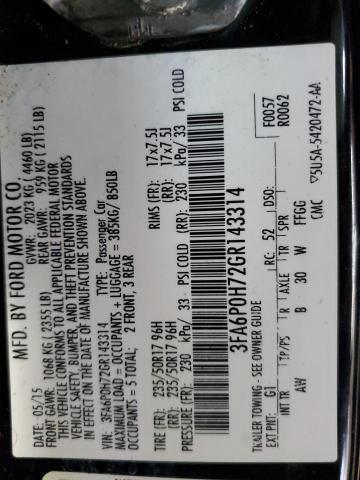 MFD. BY FORD MOTOR CO.
05/15 GVWR: 2023 KG ( 4460 LB)
FRONT GAWR: 1068 KG (2355 LB) REAR GAWR: 959 KG (2115 LB)
THIS VEHICLE CONFORMS TO ALL APPLICABLE FEDERAL MOTOR
VEHICLE SAFETY, BUMPER, AND THEFT PREVENTION STANDARDS
IN EFFECT ON THE DATE OF MANUFACTURE SHOWN ABOVE.
VIN: 3FA6P0H72GR143314 TYPE: Passenger Car
MAXIMUM LOAD = OCCUPANTS + LUGGAGE = 385KG/ 850LB
OCCUPANTS = 5 TOTAL: 2 FRONT, 3 REAR
TIRE (FR): 235/50R17 96H RIMS (FR): 17x7.5J
TIRE (RR): 235/50R17 96H RIMS (RR): 17x7.5J
PRESSURE (FR): 230 kPa/ 33 PSI COLD (RR): 230 kPa/ 33 PSI COLD
3FA6P0H72GR143314
F0057
R0062
TRAILER TOWING - SEE OWNER GUIDE
EXT PNT: G1 RC: 52 DSO:
INT TR TP/PS R AXLE TR SPR
AW B 30 W FFGG
CMC 5U5A-5420472-AA